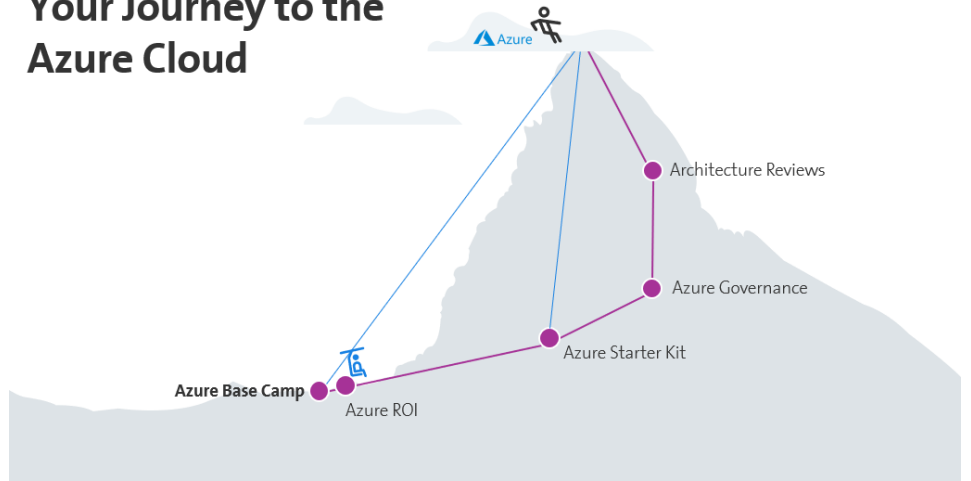 Your Journey to the
Azure Cloud
Azure
Architecture Reviews
Azure Governance
Azure Starter Kit
Azure Base Camp
Azure ROI